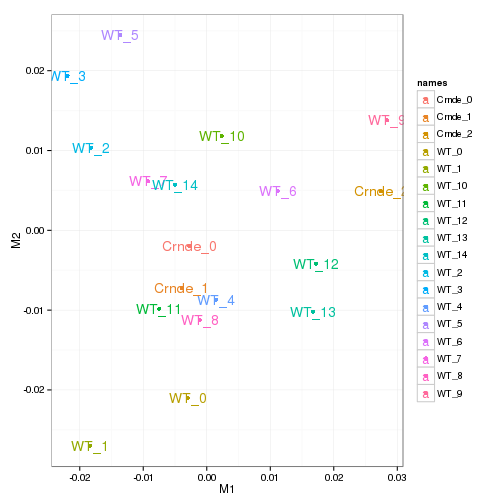 WT_5
WT_3
WT_9
WT_10
WT_2
WT_7
WT_14
WT_6
Crnde_2
Crnde_0
WT_12
Crnde_1
WT_4
WT_11
WT_13
WT_8
WT_0
WT_1
0.02
0.01
0.00
-0.01
-0.02
M2
-0.02 -0.01 0.00 0.01 0.02 0.03
M1
names
a Crnde_0
a Crnde_1
a Crnde_2
a WT_0
a WT_1
a WT_10
a WT_11
a WT_12
a WT_13
a WT_14
a WT_2
a WT_3
a WT_4
a WT_5
a WT_6
a WT_7
a WT_8
a WT_9